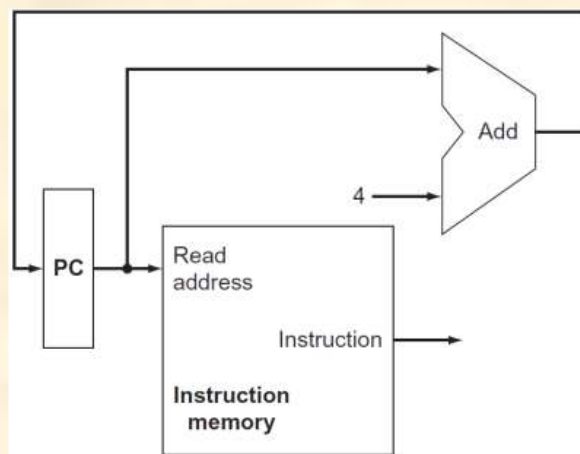 Add
4
PC
Read
address
Instruction
Instruction
memory